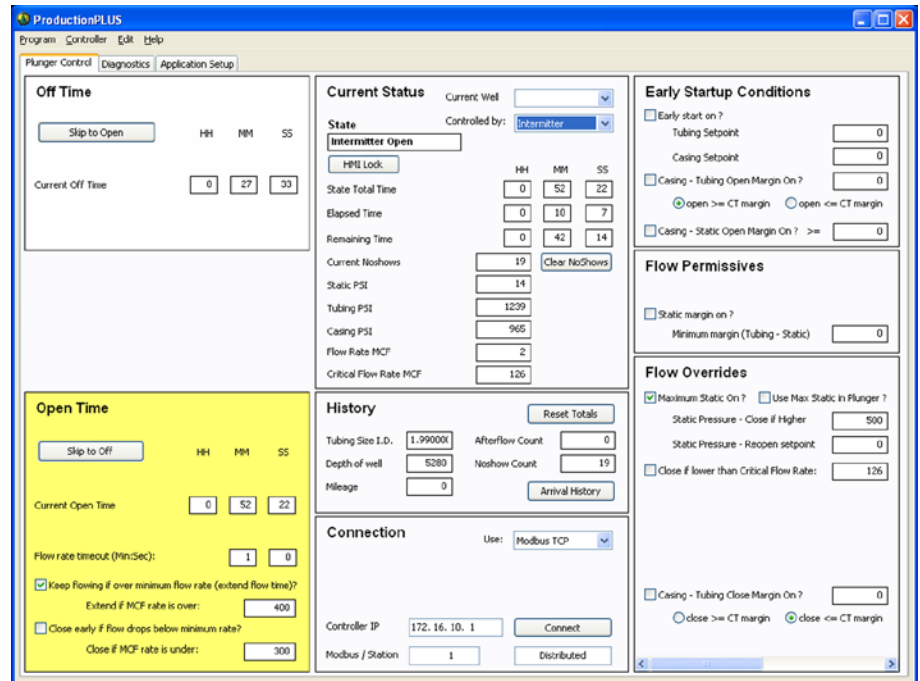 ProductionPLUS
Program Controller Edit Help
Plunger Control Diagnostics Application Setup
Off Time
Skip to Open HH MM SS
Current Off Time 0 27 33
Open Time
Skip to Off HH MM SS
Current Open Time 0 52 22
Flow rate timeout (Min:Sec): 1 0
Keep flowing if over minimum flow rate (extend flow time)?
Extend if MCF rate is over: 400
Close early if flow drops below minimum rate?
Close if MCF rate is under: 300
Current Status Current Well
State Controlled by: Intermitter
Intermitter Open
HMI Lock HH MM SS
State Total Time 0 52 22
Elapsed Time 0 10 7
Remaining Time 0 42 14
Current Noshows 19 Clear NoShows
Static PSI 14
Tubing PSI 1239
Casing PSI 965
Flow Rate MCF 2
Critical Flow Rate MCF 126
History Reset Totals
Tubing Size I.D. 1.99000( Afterflow Count 0
Depth of well 5280 Noshow Count 19
Mileage 0 Arrival History
Connection Use: Modbus TCP
Controller IP 172. 16. 10. 1 Connect
Modbus / Station 1 Distributed
Early Startup Conditions
Early start on ?
Tubing Setpoint 0
Casing Setpoint 0
Casing - Tubing Open Margin On ? 0
open >= CT margin open <= CT margin
Casing - Static Open Margin On ? >= 0
Flow Permissives
Static margin on ?
Minimum margin (Tubing - Static) 0
Flow Overrides
Maximum Static On ? Use Max Static in Plunger ?
Static Pressure - Close if Higher 500
Static Pressure - Reopen setpoint 0
Close if lower than Critical Flow Rate: 126
Casing - Tubing Close Margin On ? 0
close >= CT margin close <= CT margin